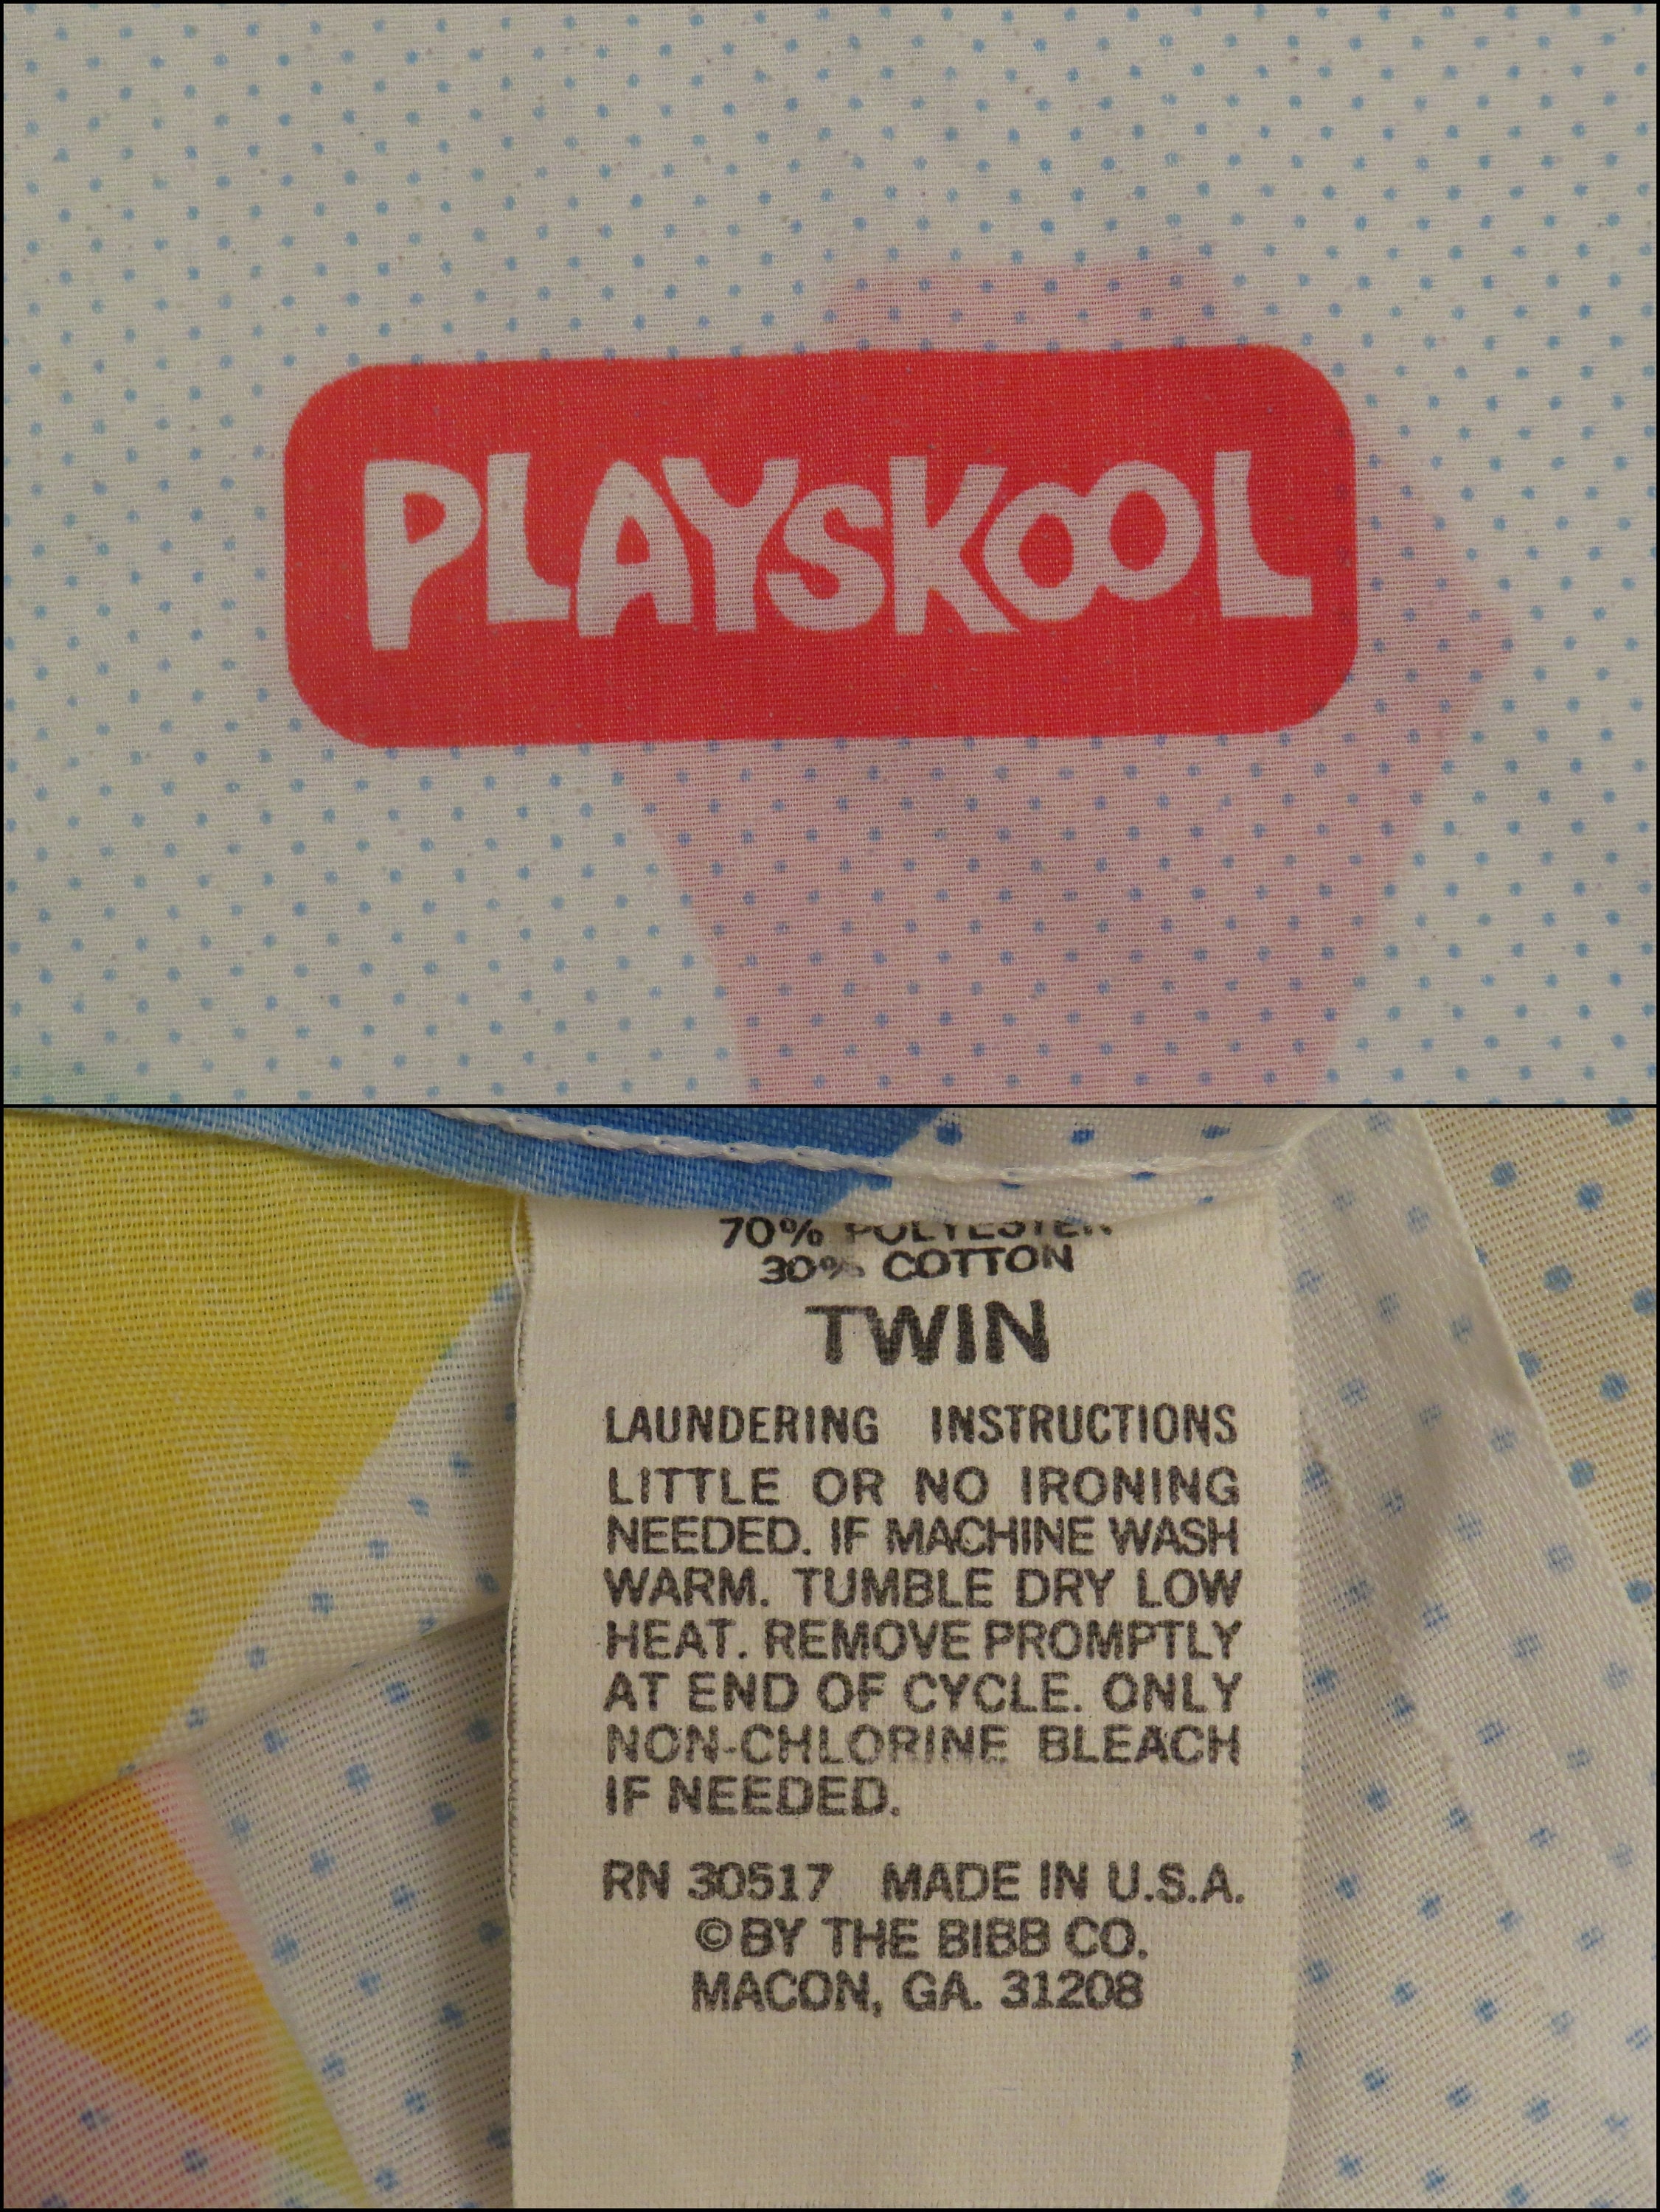 PLAYSKOOL
70% POLYESTER
30% COTTON
TWIN
LAUNDERING INSTRUCTIONS
LITTLE OR NO IRONING
NEEDED. IF MACHINE WASH
WARM. TUMBLE DRY LOW
HEAT. REMOVE PROMPTLY
AT END OF CYCLE. ONLY
NON-CHLORINE BLEACH
IF NEEDED.
RN 30517 MADE IN U.S.A.
©BY THE BIBB CO.
MACON, GA. 31208